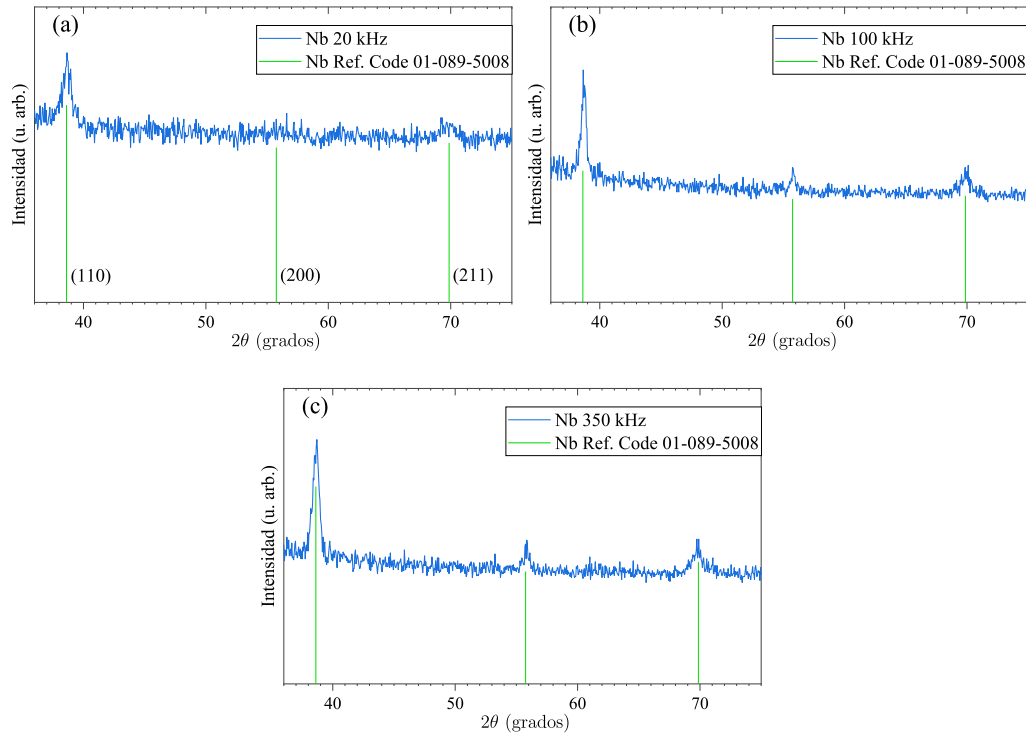 (a)
Nb 20 kHz
Nb Ref. Code 01-089-5008
Intensidad (u. arb.)
(110)
(200)
(211)
40
50
60
70
2θ (grados)
(b)
Nb 100 kHz
Nb Ref. Code 01-089-5008
Intensidad (u. arb.)
40
50
60
70
2θ (grados)
(c)
Nb 350 kHz
Nb Ref. Code 01-089-5008
Intensidad (u. arb.)
40
50
60
70
2θ (grados)